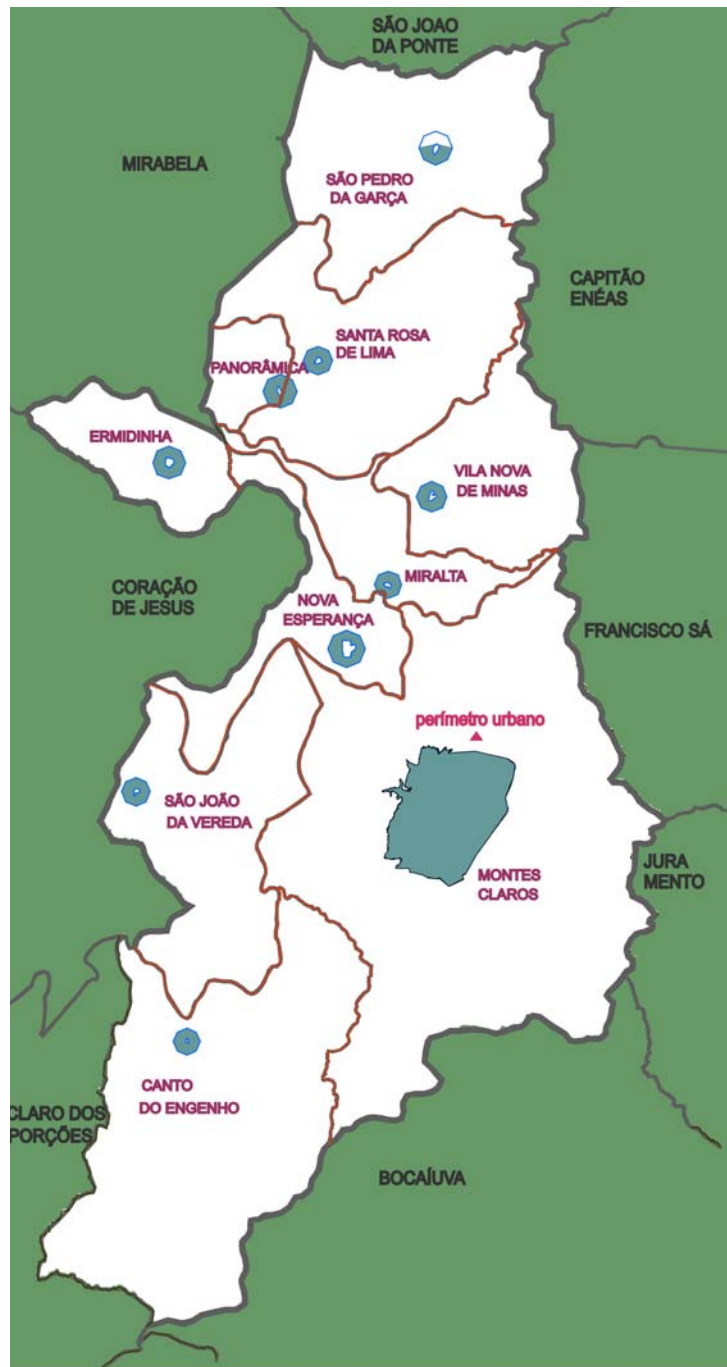 SÃO JOAO
DA PONTE
MIRABELA
SÃO PEDRO
DA GARÇA
CAPITÃO
ENÉAS
SANTA ROSA
DE LIMA
PANORÂMICA
ERMIDINHA
VILA NOVA
DE MINAS
MIRALTA
CORAÇÃO
DE JESUS
NOVA
ESPERANÇA
FRANCISCO SÁ
perímetro urbano
SÃO JOÃO
DA VEREDA
MONTES
CLAROS
JURA
MENTO
CANTO
DO ENGENHO
CLARO DOS
PORÇÕES
BOCAÍUVA